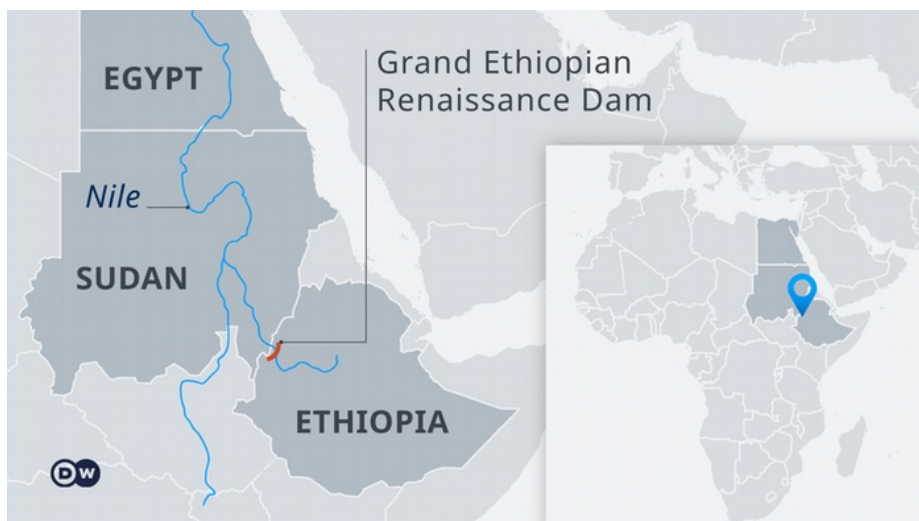 EGYPT
Grand Ethiopian
Renaissance Dam
Nile
SUDAN
ETHIOPIA
DW